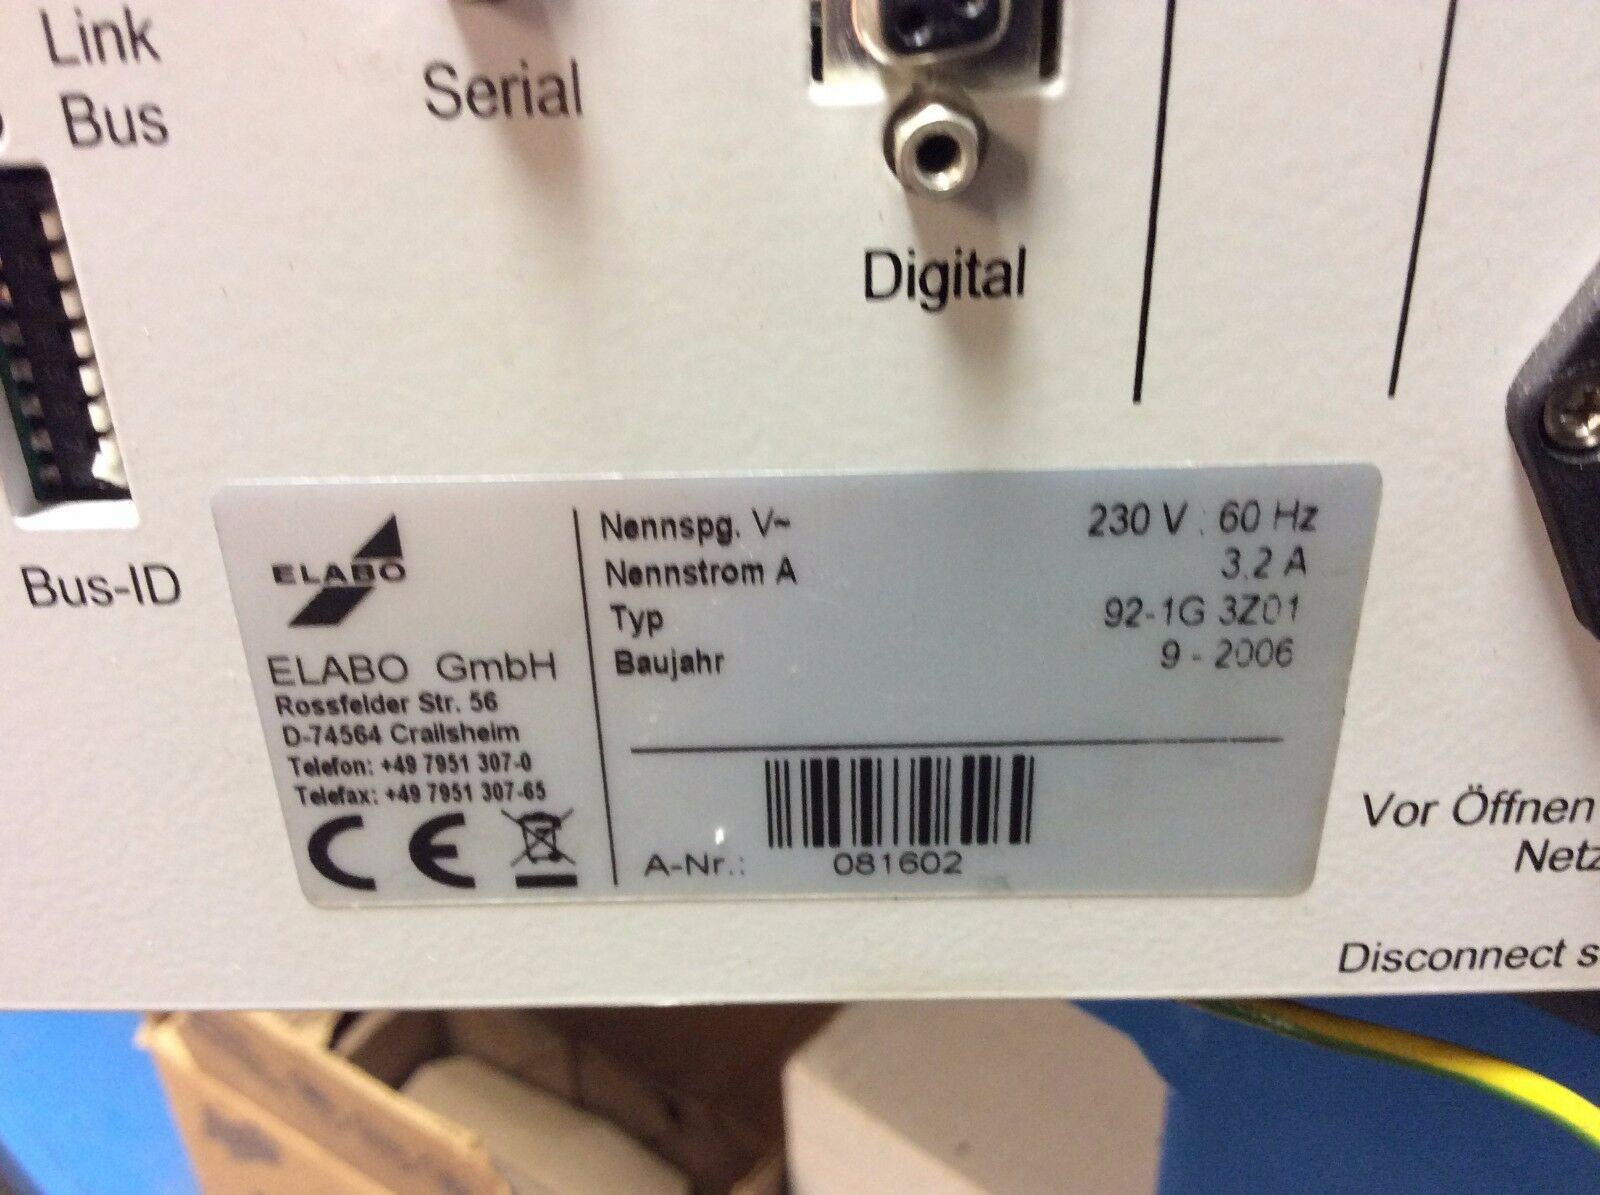 Link
Bus
Serial
Digital
Bus-ID
ELABO
ELABO GmbH
Rossfelder Str. 56
D-74564 Crailsheim
Telefon: +49 7951 307-0
Telefax: +49 7951 307-65
CE
Nennspg. V~ 230 V . 60 Hz
Nennstrom A 3.2 A
Typ 92-1G 3Z01
Baujahr 9 - 2006
A-Nr.: 081602
Vor Öffnen
Netz
Disconnect s